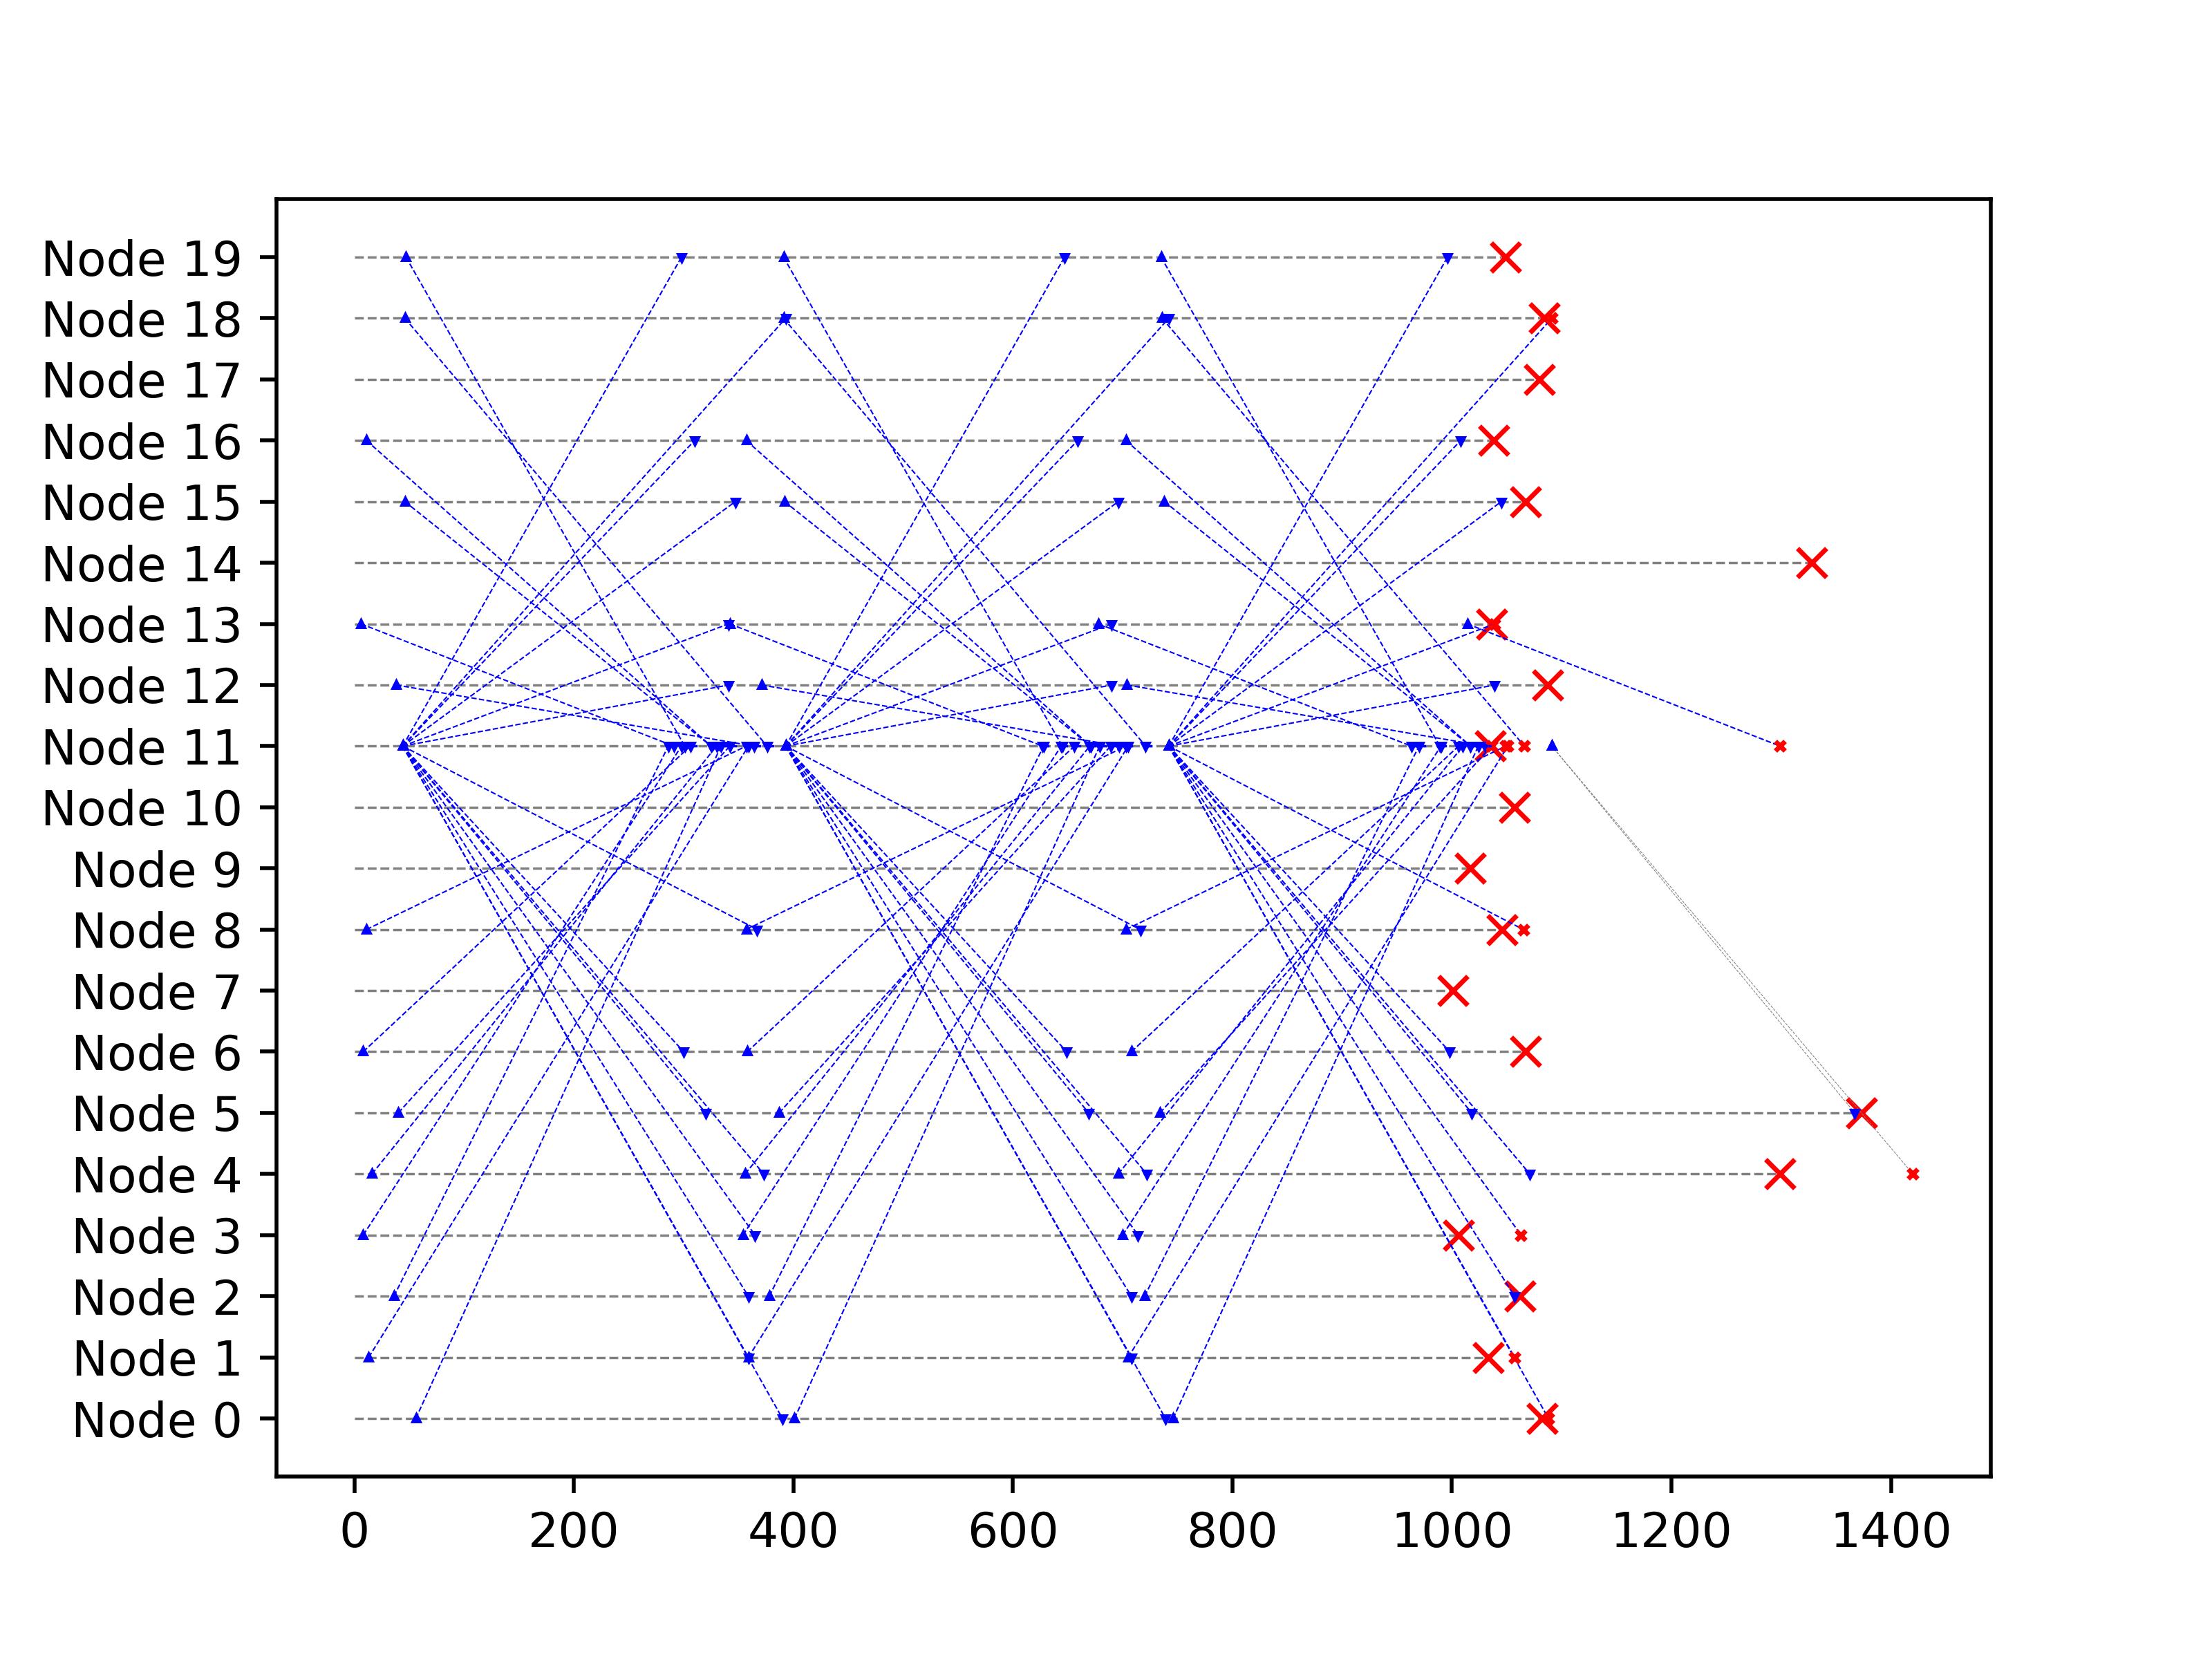 Node 19
Node 18
Node 17
Node 16
Node 15
Node 14
Node 13
Node 12
Node 11
Node 10
Node 9
Node 8
Node 7
Node 6
Node 5
Node 4
Node 3
Node 2
Node 1
Node 0
0 200 400 600 800 1000 1200 1400